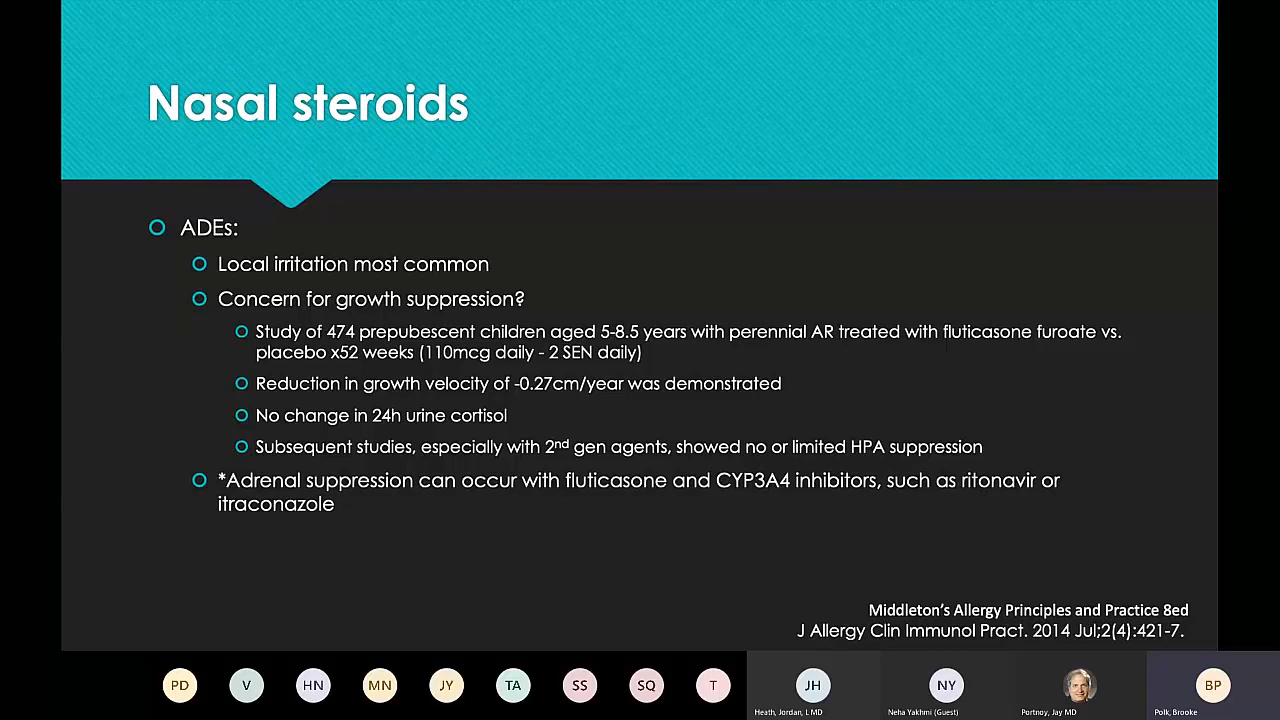 Nasal steroids
ADEs:
Local irritation most common
Concern for growth suppression?
Study of 474 prepubescent children aged 5-8.5 years with perennial AR treated with fluticasone furoate vs.
placebo x52 weeks (110mcg daily - 2 SEN daily)
Reduction in growth velocity of -0.27cm/year was demonstrated
No change in 24h urine cortisol
Subsequent studies, especially with 2nd gen agents, showed no or limited HPA suppression
*Adrenal suppression can occur with fluticasone and CYP3A4 inhibitors, such as ritonavir or
itraconazole
Middleton's Allergy Principles and Practice 8ed
J Allergy Clin Immunol Pract. 2014 Jul;2(4):421-7.
PD V HN MN JY TA SS SQ T JH NY BP
Heath, Jordan, L MD Neha Yakhmi (Guest) Portnoy, Jay MD Polk, Brooke